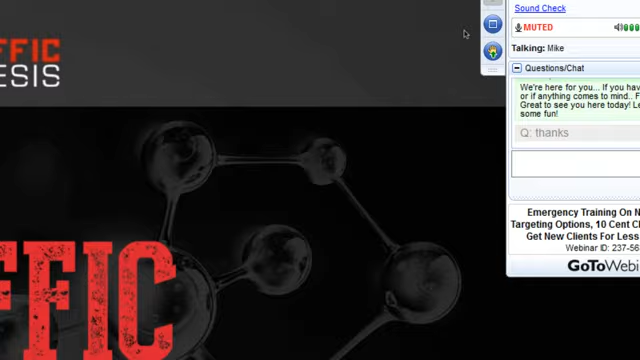 FFIC
ESIS
FFIC
Sound Check
MUTED
Talking: Mike
Questions/Chat
We're here for you... If you hav
or if anything comes to mind.. F
Great to see you here today! Le
some fun!
Q: thanks
Emergency Training On N
Targeting Options, 10 Cent Cl
Get New Clients For Less
Webinar ID: 237-56
GoToWebi